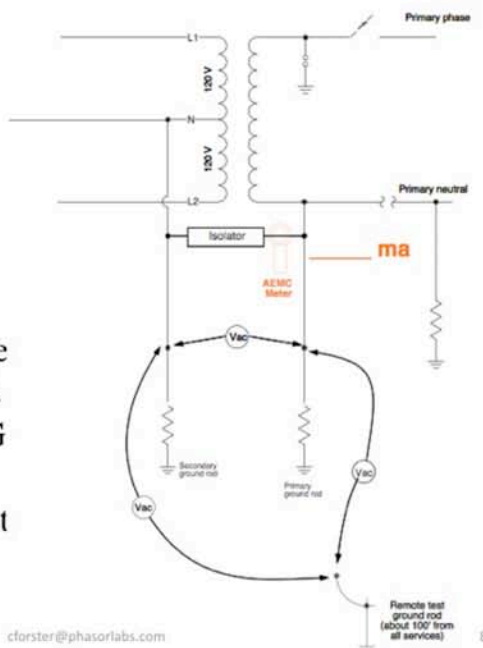 Primary phase
L1
120 V
N
120 V
L2
Primary neutral
Isolator
ma
AEMC
Meter
Vac
e
G
Secondary
ground rod
Primary
ground rod
Vac
Vac
t
Remote test
ground rod
(about 100' from
all services)
cforster@phasorlabs.com
8